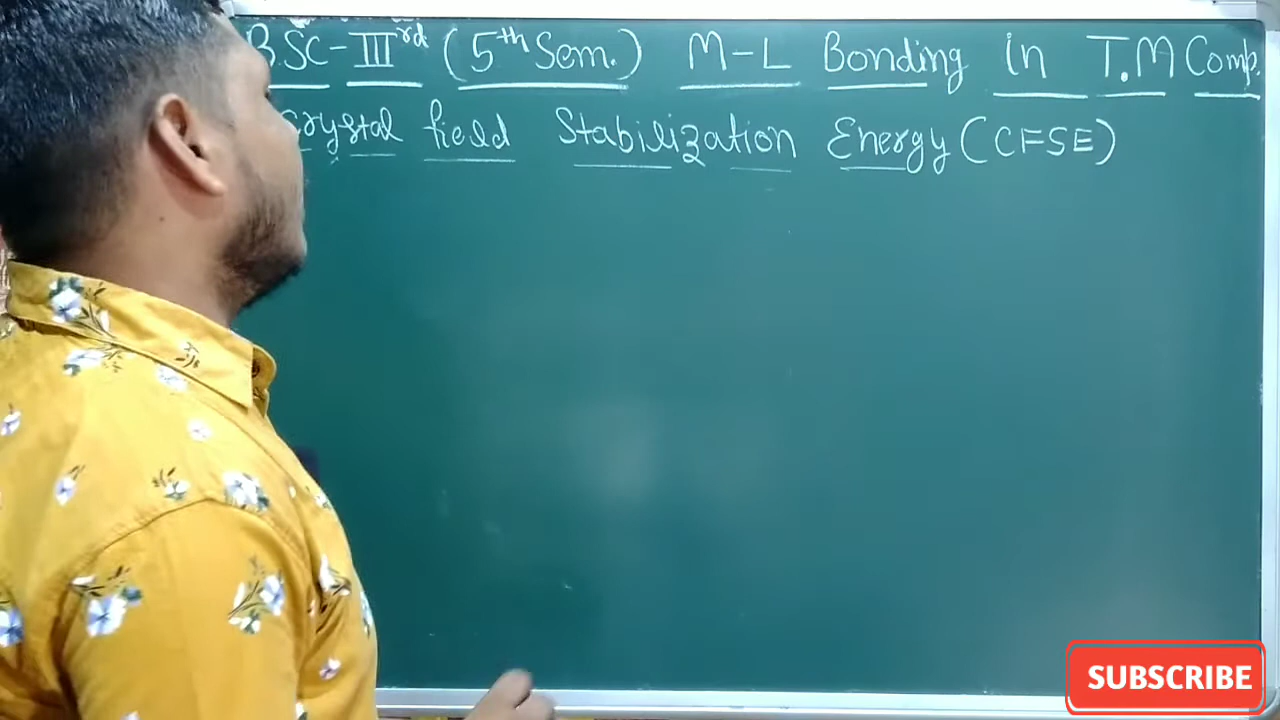 B.SC-IIIrd (5th Sem.) M-L Bonding in T.M Comp.
Crystal field Stabilization Energy (CFSE)
SUBSCRIBE